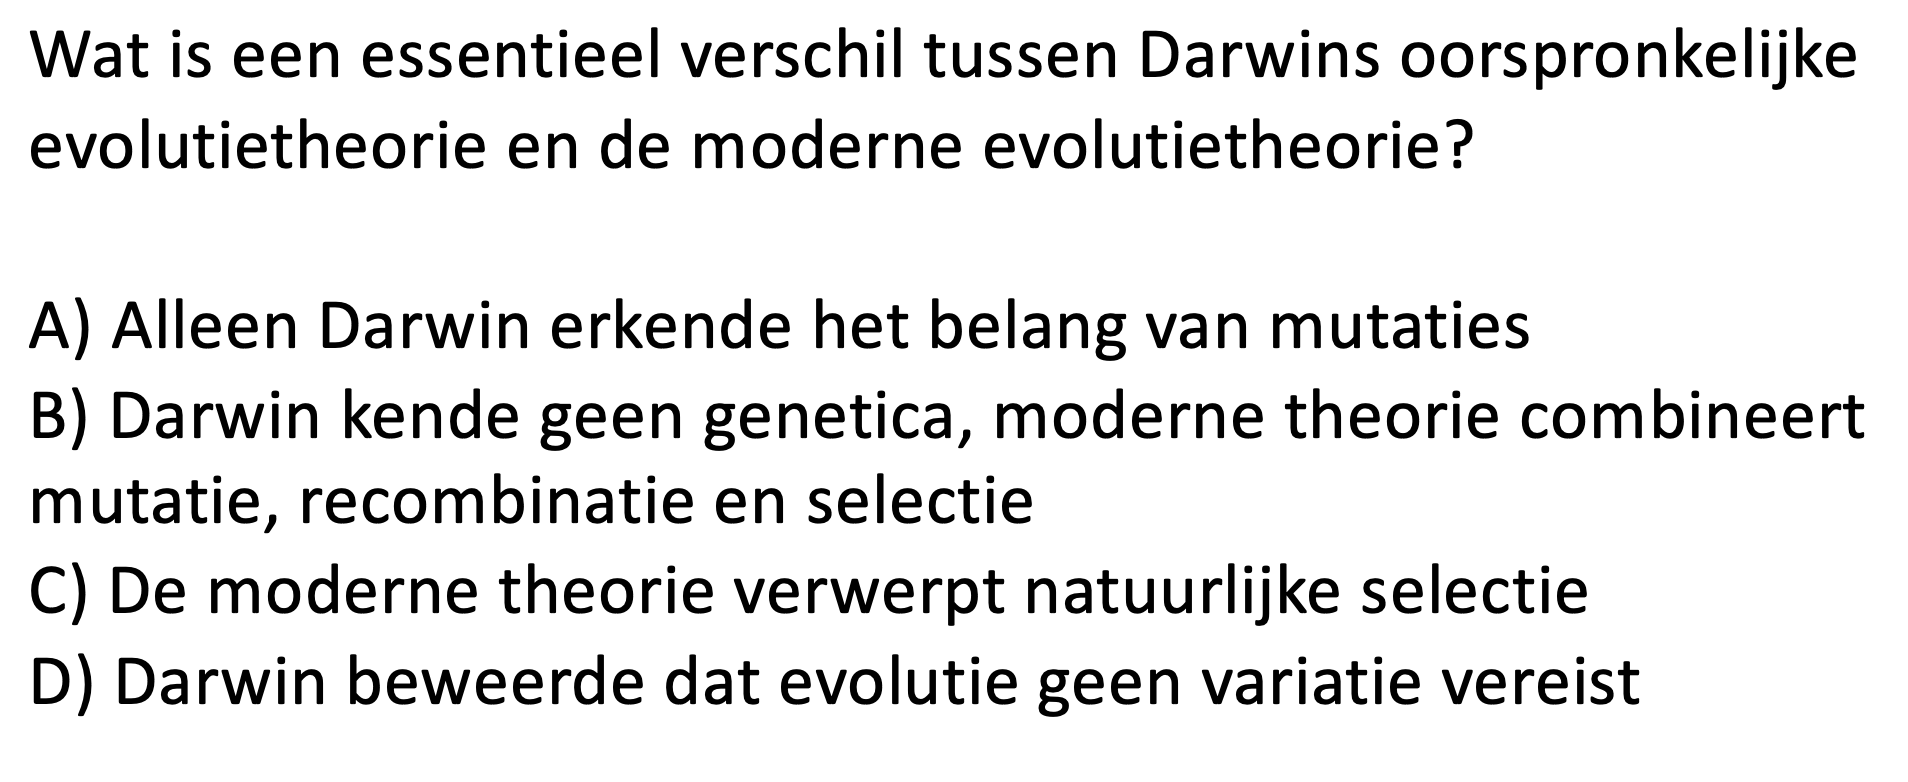 Wat is een essentieel verschil tussen Darwins oorspronkelijke
evolutietheorie en de moderne evolutietheorie?
A) Alleen Darwin erkende het belang van mutaties
B) Darwin kende geen genetica, moderne theorie combineert
mutatie, recombinatie en selectie
C) De moderne theorie verwerpt natuurlijke selectie
D) Darwin beweerde dat evolutie geen variatie vereist